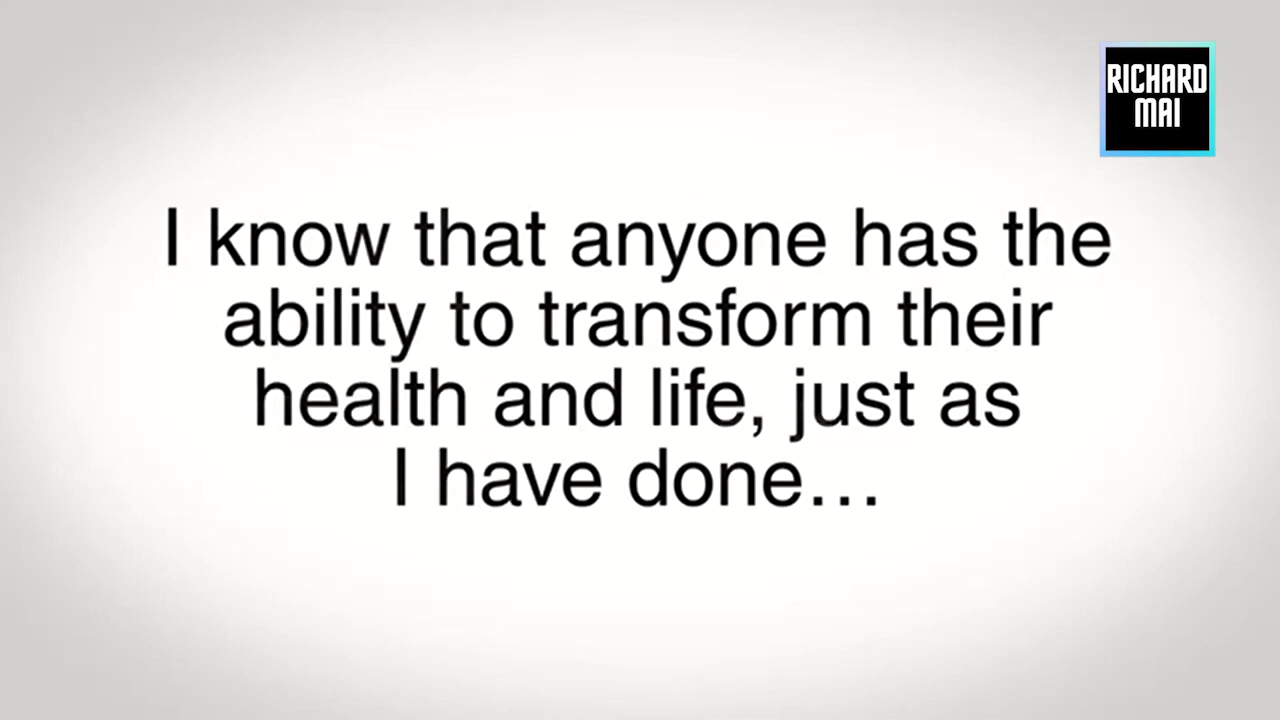 RICHARD
MAI
I know that anyone has the
ability to transform their
health and life, just as
I have done…